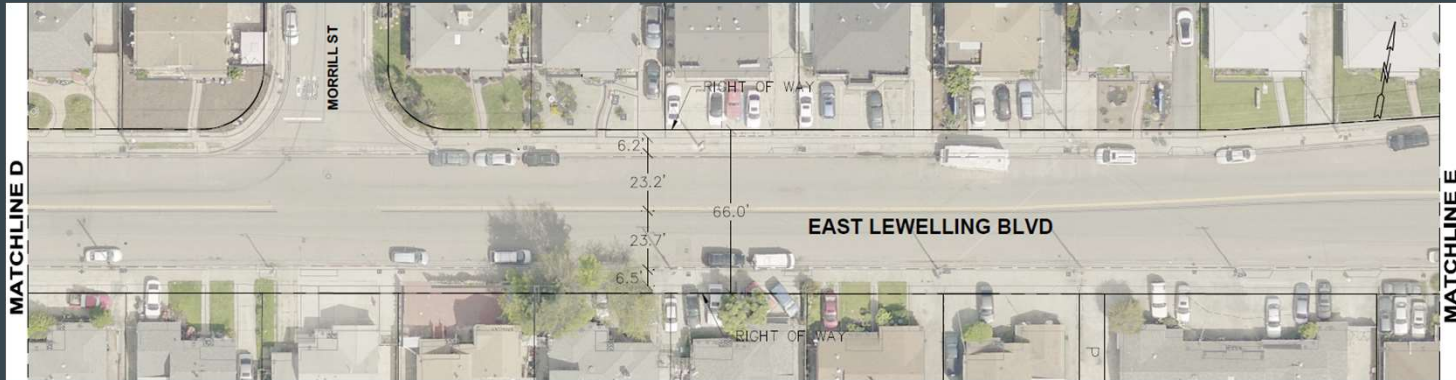 MORRILL ST
RIGHT OF WAY
6.2'
23.2'
66.0'
EAST LEWELLING BLVD
23.7'
6.5'
RIGHT OF WAY
P
MATCHLINE D
MATCHLINE E